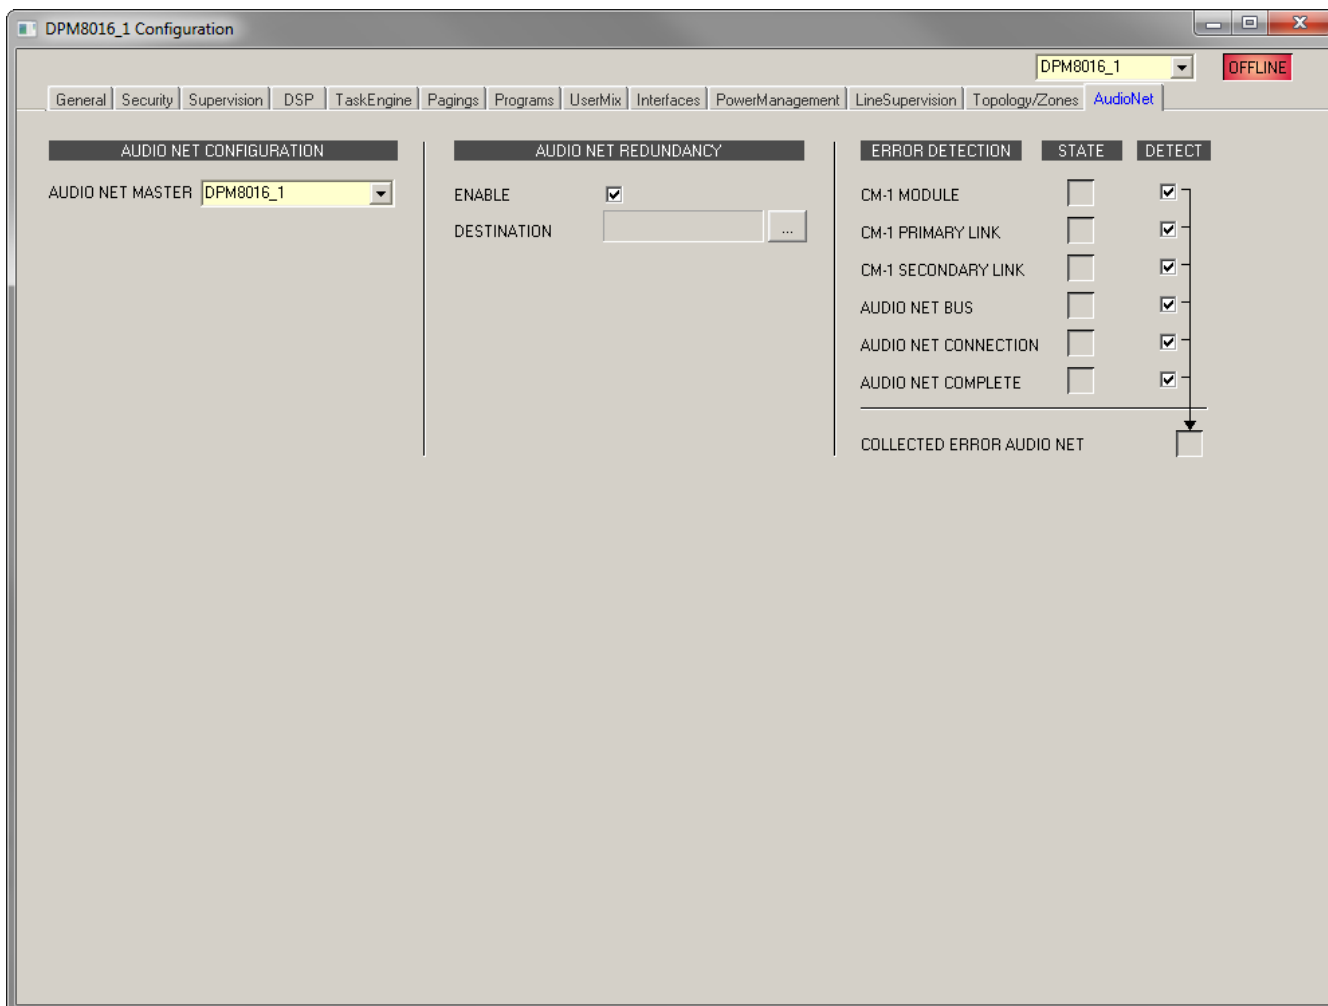 DPM8016_1 Configuration
DPM8016_1 OFFLINE
General Security Supervision DSP TaskEngine Pagings Programs UserMix Interfaces PowerManagement LineSupervision Topology/Zones AudioNet
AUDIO NET CONFIGURATION
AUDIO NET MASTER DPM8016_1
AUDIO NET REDUNDANCY
ENABLE
DESTINATION ...
ERROR DETECTION STATE DETECT
CM-1 MODULE
CM-1 PRIMARY LINK
CM-1 SECONDARY LINK
AUDIO NET BUS
AUDIO NET CONNECTION
AUDIO NET COMPLETE
COLLECTED ERROR AUDIO NET